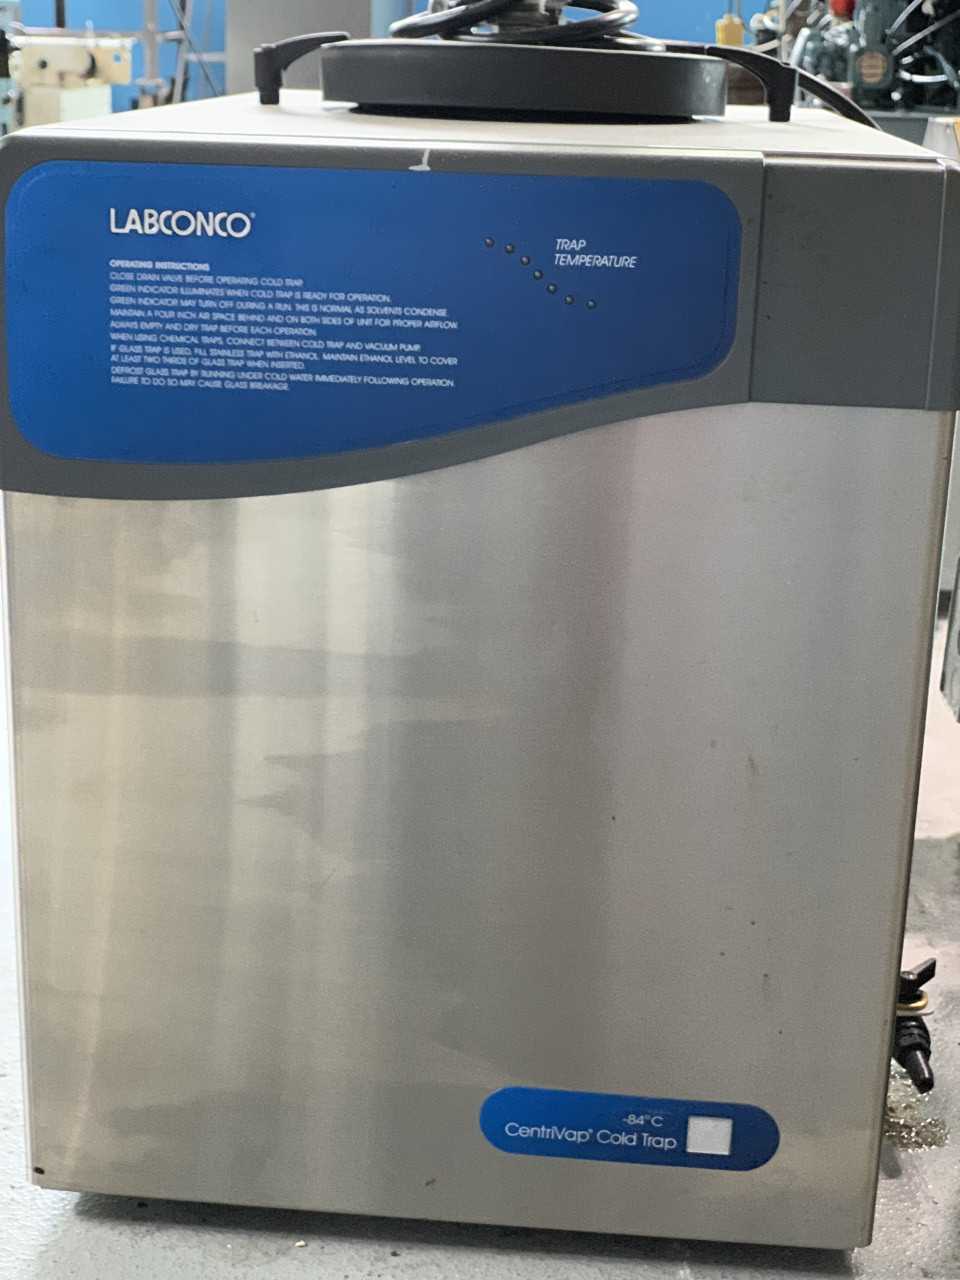 LABCONCO®
TRAP
TEMPERATURE
OPERATING INSTRUCTIONS
CLOSE DRAIN VALVE BEFORE OPERATING COLD TRAP.
GREEN INDICATOR ILLUMINATES WHEN COLD TRAP IS READY FOR OPERATION.
GREEN INDICATOR MAY TURN OFF DURING A RUN. THIS IS NORMAL AS SOLVENTS CONDENSE.
MAINTAIN A FOUR INCH AIR SPACE BEHIND AND ON BOTH SIDES OF UNIT FOR PROPER AIRFLOW.
ALWAYS EMPTY AND DRY TRAP BEFORE EACH OPERATION.
WHEN USING CHEMICAL TRAPS, CONNECT BETWEEN COLD TRAP AND VACUUM PUMP.
IF GLASS TRAP IS USED, FILL STAINLESS TRAP WITH ETHANOL. MAINTAIN ETHANOL LEVEL TO COVER
AT LEAST TWO THIRDS OF GLASS TRAP WHEN INSERTED.
DEFROST GLASS TRAP BY RUNNING UNDER COLD WATER IMMEDIATELY FOLLOWING OPERATION.
FAILURE TO DO SO MAY CAUSE GLASS BREAKAGE.
-84°C
CentriVap® Cold Trap